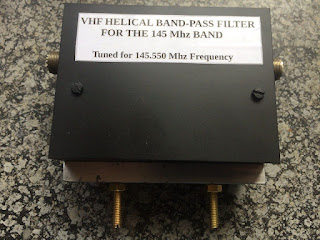 VHF HELICAL BAND-PASS FILTER
FOR THE 145 Mhz BAND
Tuned for 145.550 Mhz Frequency